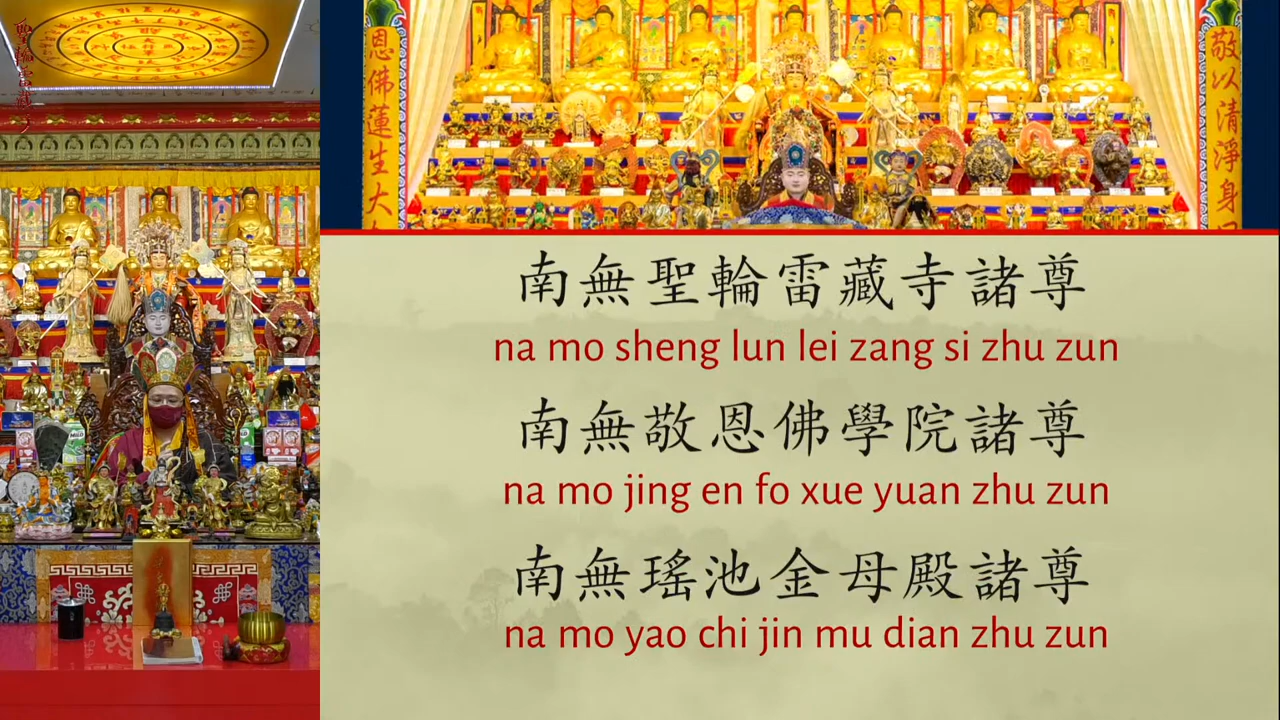 恩佛蓮生大
敬以清淨身口
南無聖輪雷藏寺諸尊
na mo sheng lun lei zang si zhu zun
南無敬恩佛學院諸尊
na mo jing en fo xue yuan zhu zun
南無瑤池金母殿諸尊
na mo yao chi jin mu dian zhu zun